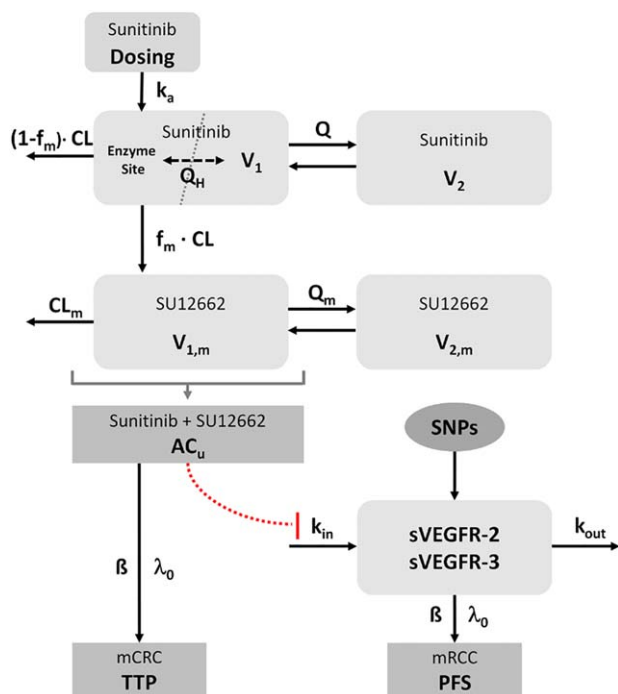 Sunitinib
Dosing
kₐ
(1-fₘ)· CL
Enzyme
Site
Sunitinib
V₁
Q_H
Q
Sunitinib
V₂
fₘ · CL
CLₘ
SU12662
V₁,ₘ
Qₘ
SU12662
V₂,ₘ
Sunitinib + SU12662
ACᵤ
SNPs
kᵢₙ
sVEGFR-2
sVEGFR-3
kₒᵤₜ
ß λ₀
ß λ₀
mCRC
TTP
mRCC
PFS